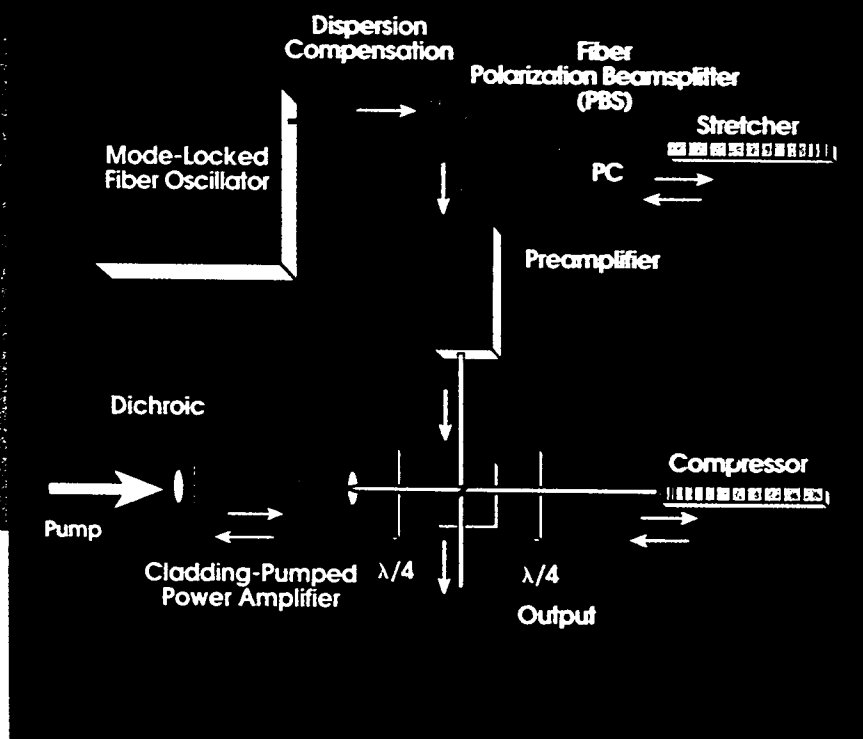 Dispersion
Compensation
Fiber
Polarization Beamsplitter
(PBS)
Stretcher
Mode-Locked
Fiber Oscillator
PC
Preamplifier
Dichroic
Compressor
Pump
Cladding-Pumped
Power Amplifier
λ/4
λ/4
Output